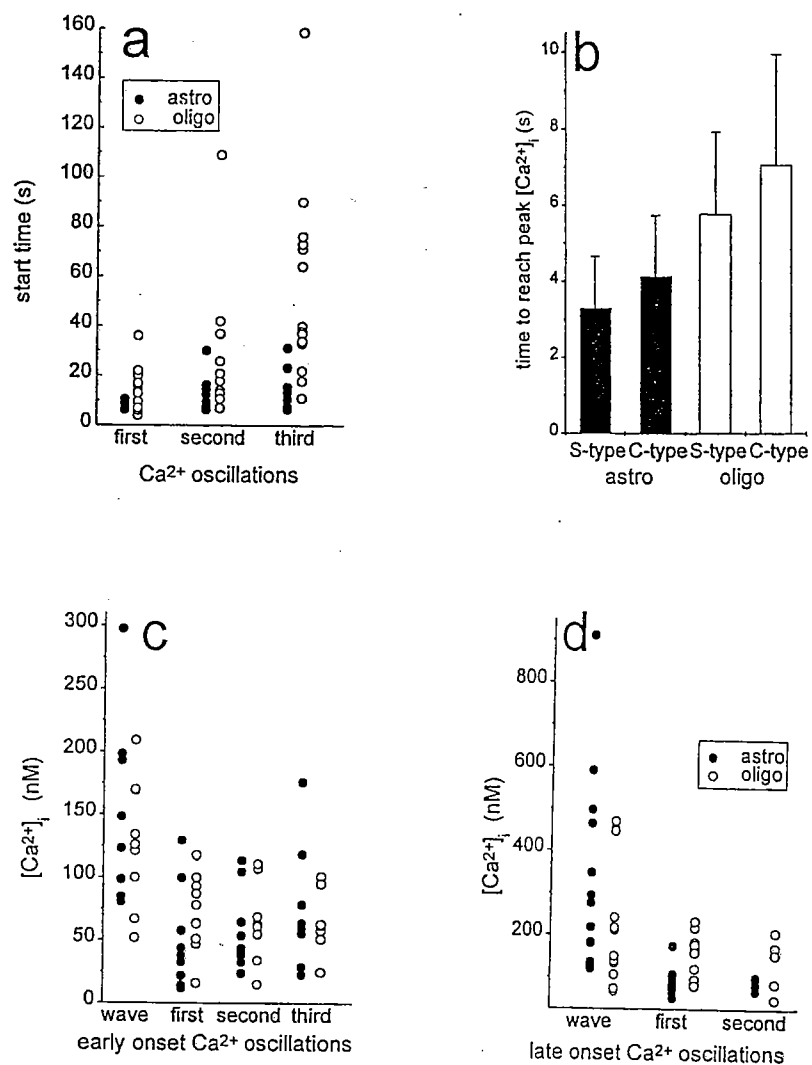 a
160
140
120
100
80
60
40
20
0
astro
oligo
start time (s)
first second third
Ca²⁺ oscillations
b
10
8
6
4
2
0
time to reach peak [Ca²⁺]ᵢ (s)
S-type C-type S-type C-type
astro oligo
c
300
250
200
150
100
50
0
[Ca²⁺]ᵢ (nM)
wave first second third
early onset Ca²⁺ oscillations
d
800
600
400
200
astro
oligo
[Ca²⁺]ᵢ (nM)
wave first second
late onset Ca²⁺ oscillations